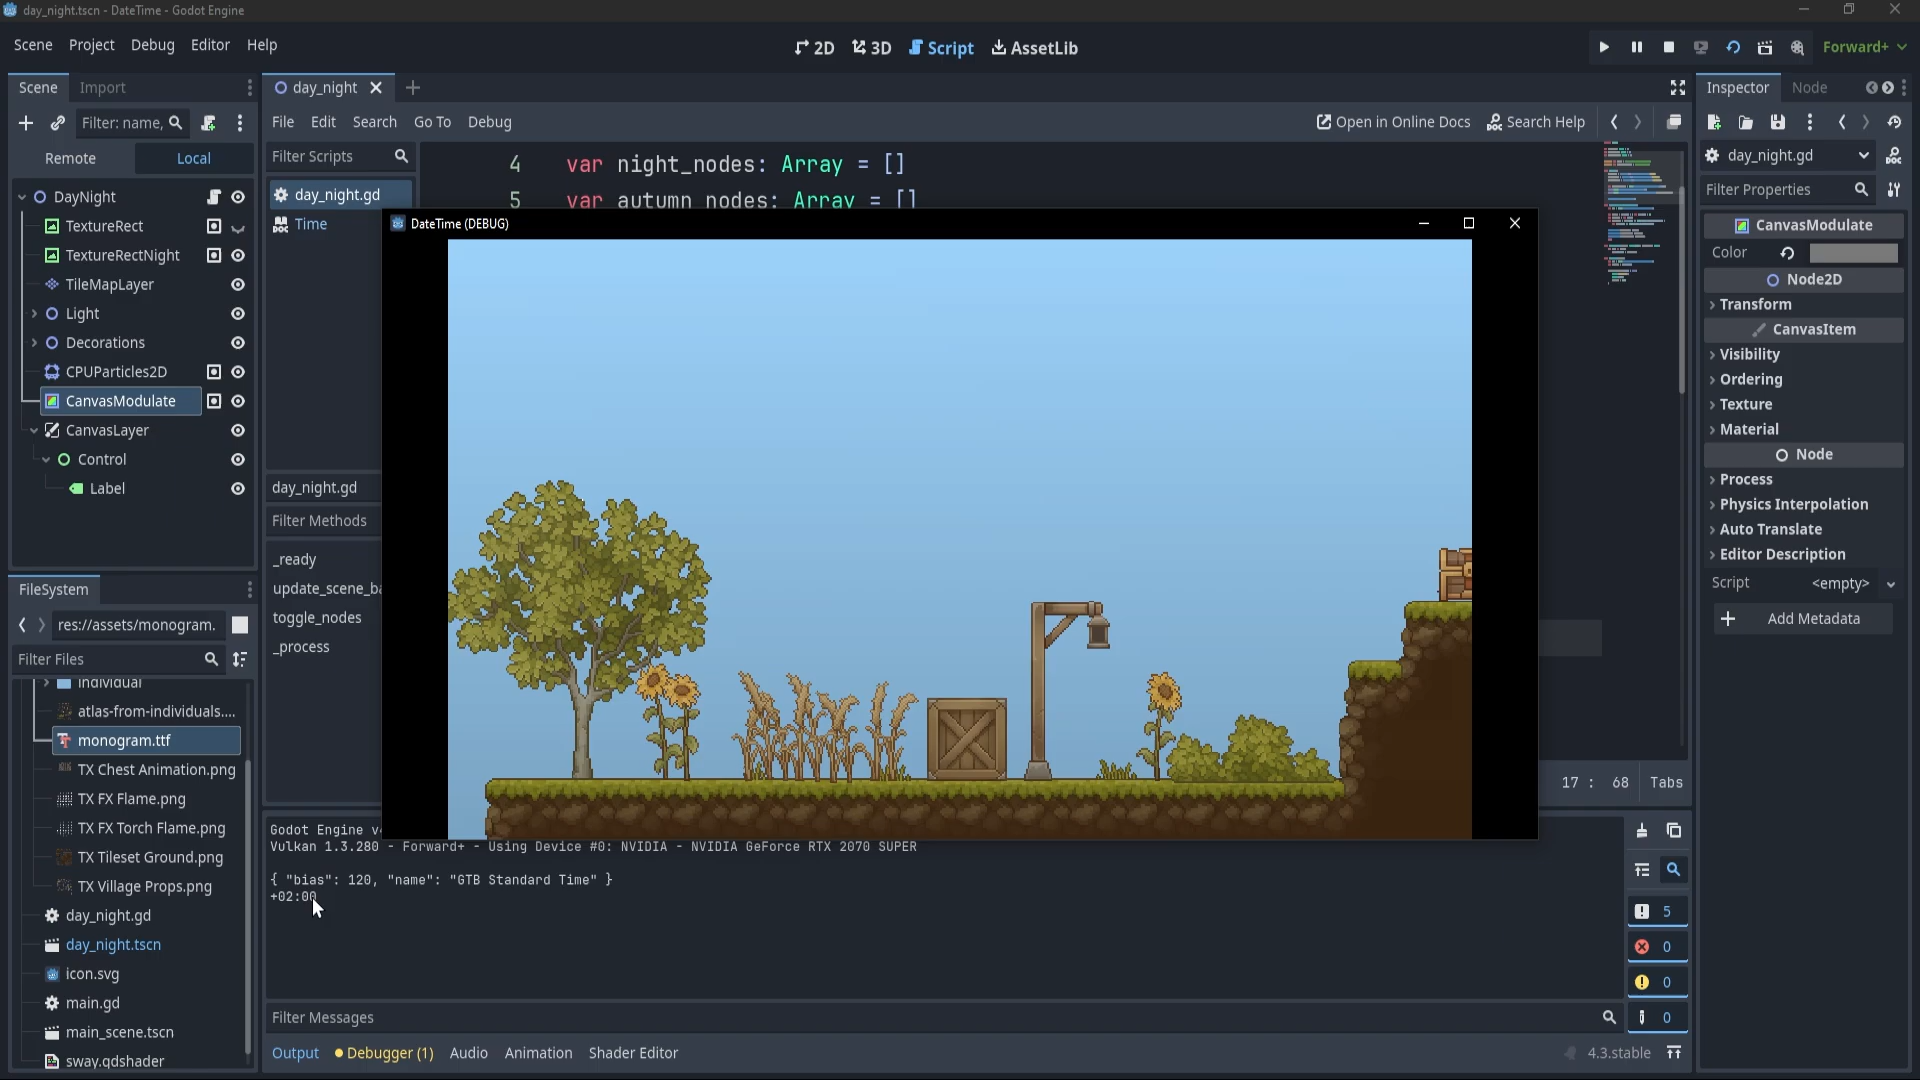 day_night.tscn - DateTime - Godot Engine
Scene Project Debug Editor Help
2D 3D Script AssetLib
Forward+
Scene Import
day_night
Inspector Node
Filter: name,
File Edit Search Go To Debug
Open in Online Docs Search Help
Remote Local
Filter Scripts
4 var night_nodes: Array = []
5 var autumn_nodes: Array = []
day_night.gd
Filter Properties
DayNight
day_night.gd
TextureRect
Time
DateTime (DEBUG)
CanvasModulate
TextureRectNight
Color
TileMapLayer
Node2D
Light
Transform
CanvasItem
Decorations
Visibility
CPUParticles2D
Ordering
CanvasModulate
Texture
CanvasLayer
Material
Control
Node
Label
day_night.gd
Process
Filter Methods
Physics Interpolation
Auto Translate
_ready
Editor Description
FileSystem
update_scene_ba
Script <empty>
res://assets/monogram.
toggle_nodes
Add Metadata
_process
Filter Files
individual
atlas-from-individuals....
monogram.ttf
TX Chest Animation.png
17 : 68 Tabs
TX FX Flame.png
TX FX Torch Flame.png
Godot Engine v
Vulkan 1.3.280 - Forward+ - Using Device #0: NVIDIA - NVIDIA GeForce RTX 2070 SUPER
TX Tileset Ground.png
{ "bias": 120, "name": "GTB Standard Time" }
TX Village Props.png
+02:00
day_night.gd
5
day_night.tscn
0
icon.svg
0
main.gd
Filter Messages
0
main_scene.tscn
Output Debugger (1) Audio Animation Shader Editor
4.3.stable
sway.gdshader